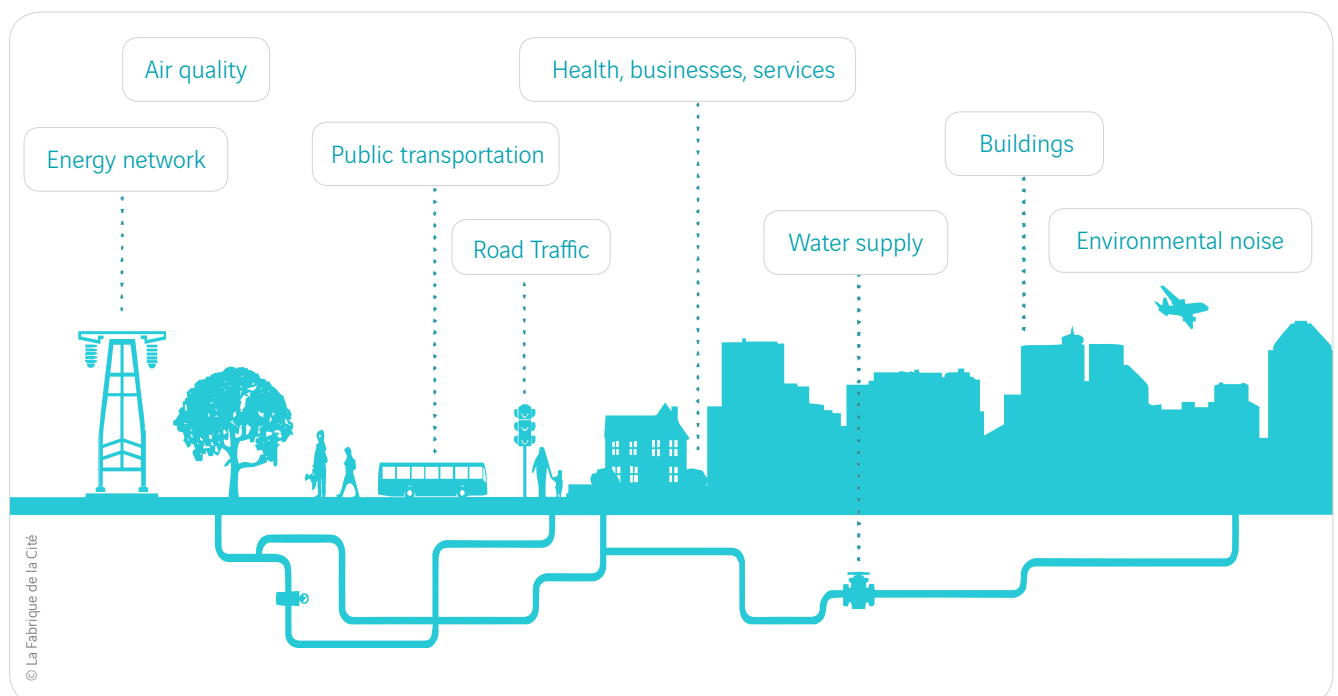 Air quality
Health, businesses, services
Energy network
Public transportation
Buildings
Road Traffic
Water supply
Environmental noise
© La Fabrique de la Cité